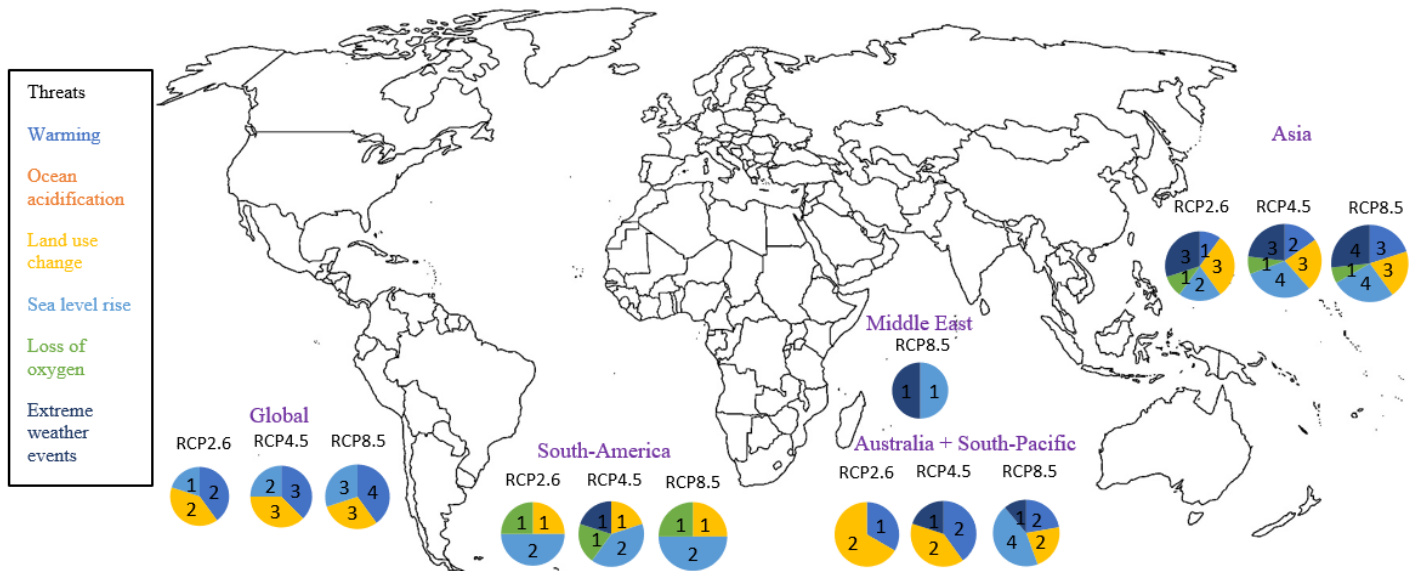 Threats
Warming
Ocean
acidification
Land use
change
Sea level rise
Loss of
oxygen
Extreme
weather
events
Asia
RCP2.6 RCP4.5 RCP8.5
3 1 3 2 1
3 2 3 4 1
4 3 3 4 1
Middle East
RCP8.5
1 1
Global
RCP2.6 RCP4.5 RCP8.5
1 2 2
2 3 3
3 4 3
South-America
RCP2.6 RCP4.5 RCP8.5
1 1 2
1 1 2 1
1 1 2
Australia + South-Pacific
RCP2.6 RCP4.5 RCP8.5
1 2
1 2 2
1 2 2 4